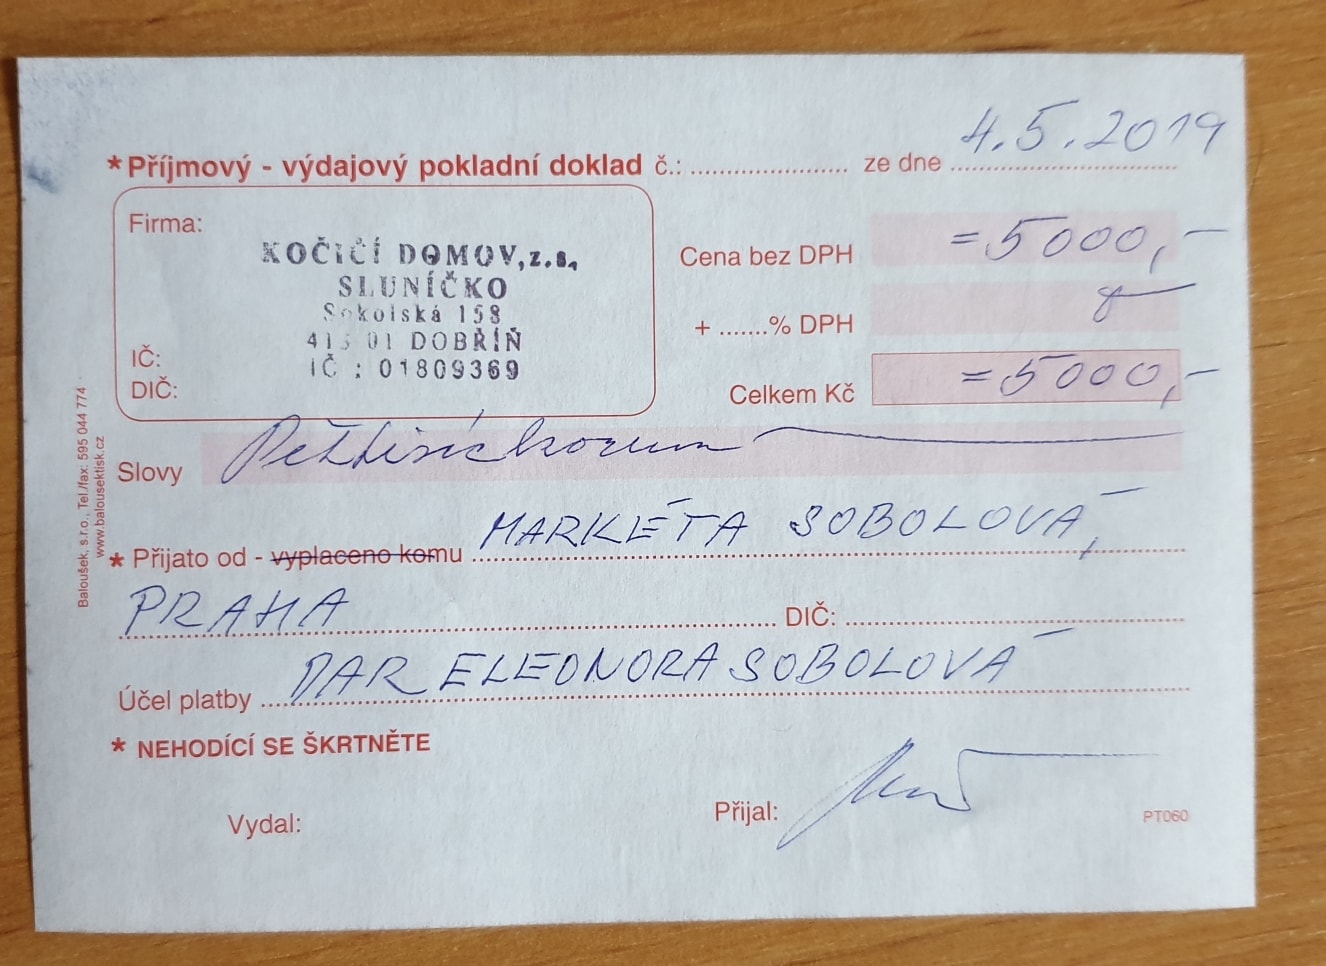 *Příjmový - výdajový pokladní doklad č.: ze dne 4.5.2019
Firma:
KOČIČÍ DOMOV, z.s.,
SLUNÍČKO
Sokolská 158
413 01 DOBŘÍŇ
IČ : 01809369
IČ:
DIČ:
Cena bez DPH =5000,-
+ .......% DPH
Celkem Kč =5000,-
Slovy Pěttisíckorun
* Přijato od - vyplaceno komu MARKÉTA SOBOLOVÁ,
PRAHA DIČ:
Účel platby DAR ELEONORA SOBOLOVÁ
* NEHODÍCÍ SE ŠKRTNĚTE
Vydal: Přijal:
PT060
Baloušek, s.r.o., Tel./fax: 595 044 774
www.balousektisk.cz